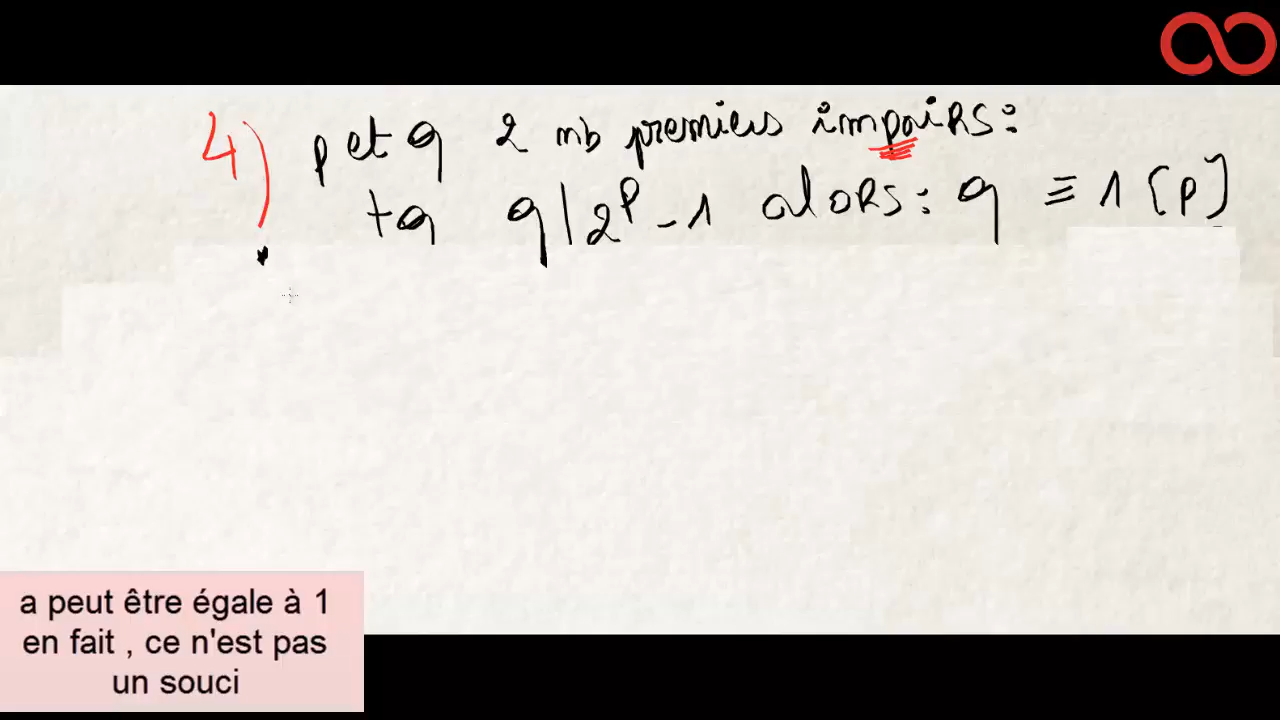 4) p et q 2 nb premiers impairs :
tq q | 2^p - 1 alors : q ≡ 1 [p]
a peut être égale à 1
en fait , ce n'est pas
un souci